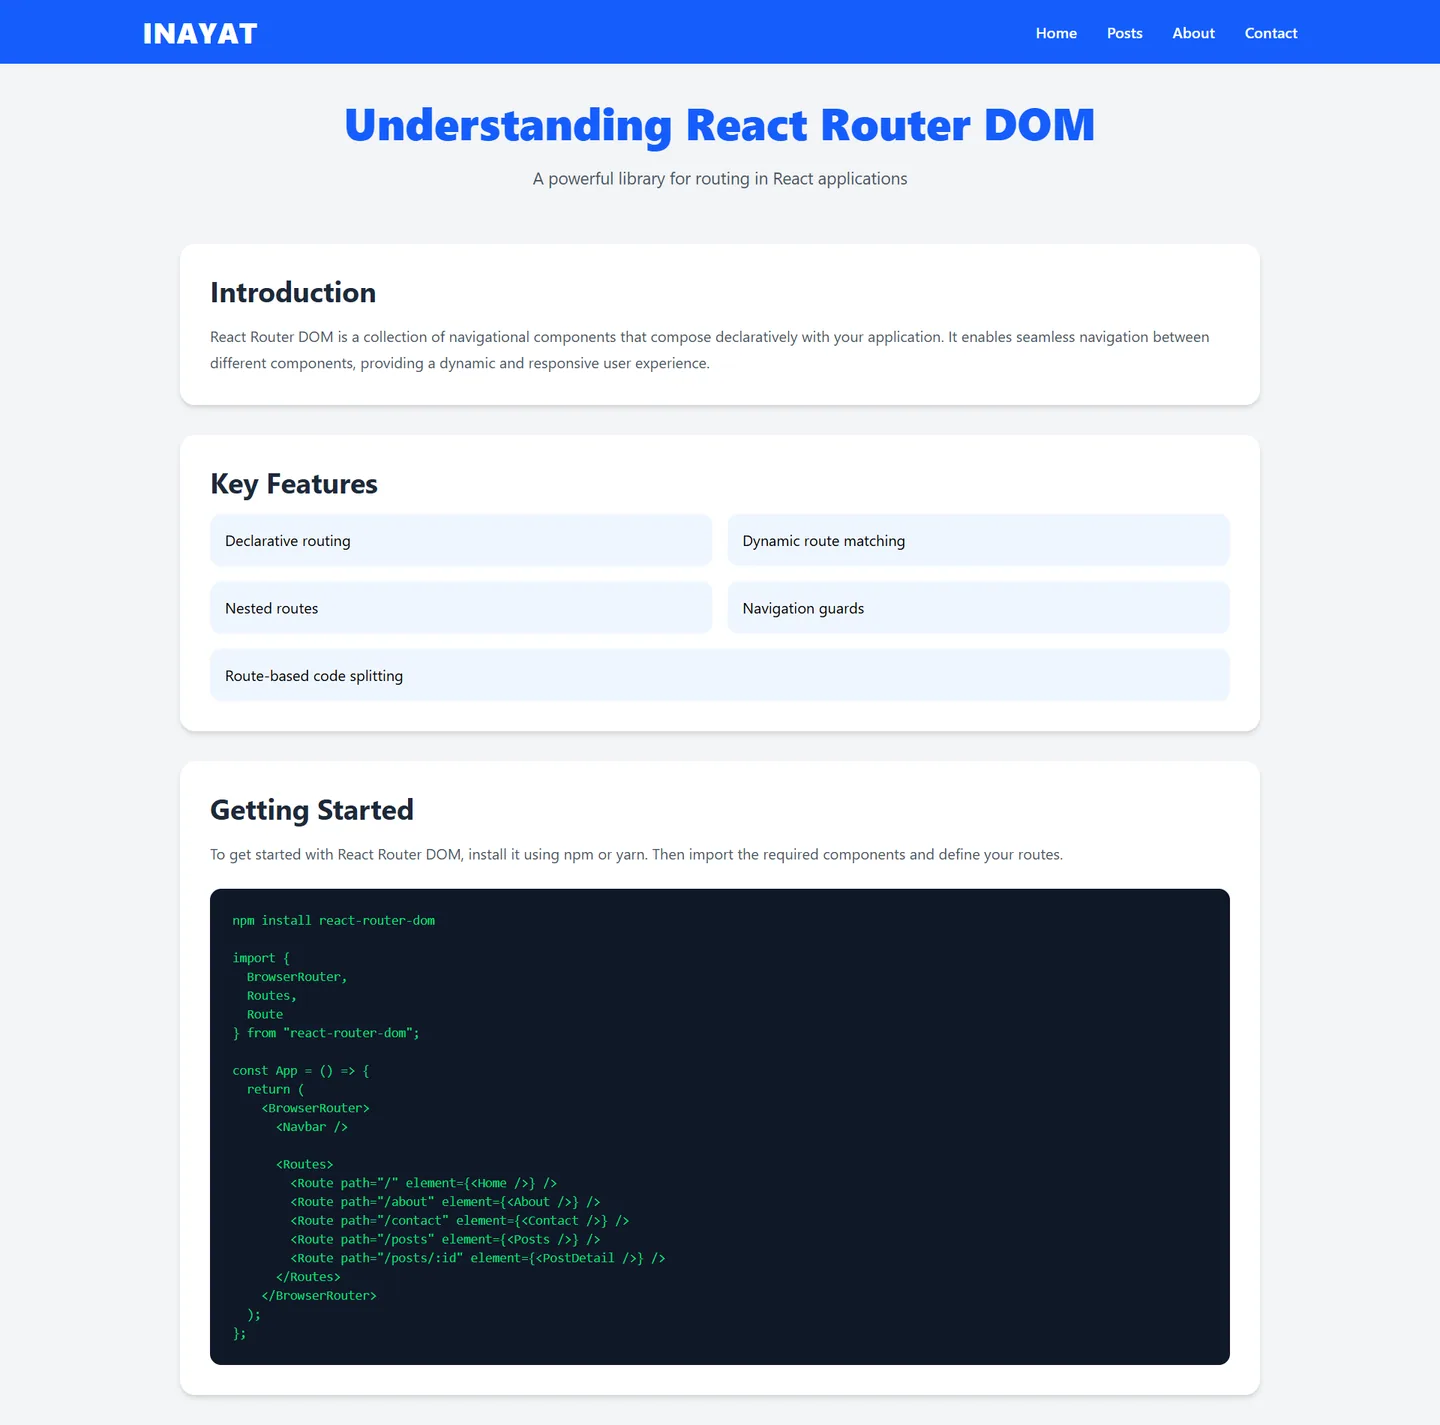 INAYAT
Home Posts About Contact
Understanding React Router DOM
A powerful library for routing in React applications
Introduction
React Router DOM is a collection of navigational components that compose declaratively with your application. It enables seamless navigation between
different components, providing a dynamic and responsive user experience.
Key Features
Declarative routing
Dynamic route matching
Nested routes
Navigation guards
Route-based code splitting
Getting Started
To get started with React Router DOM, install it using npm or yarn. Then import the required components and define your routes.
npm install react-router-dom
import {
  BrowserRouter,
  Routes,
  Route
} from "react-router-dom";
const App = () => {
  return (
    <BrowserRouter>
      <Navbar />
      <Routes>
        <Route path="/" element={<Home />} />
        <Route path="/about" element={<About />} />
        <Route path="/contact" element={<Contact />} />
        <Route path="/posts" element={<Posts />} />
        <Route path="/posts/:id" element={<PostDetail />} />
      </Routes>
    </BrowserRouter>
  );
};